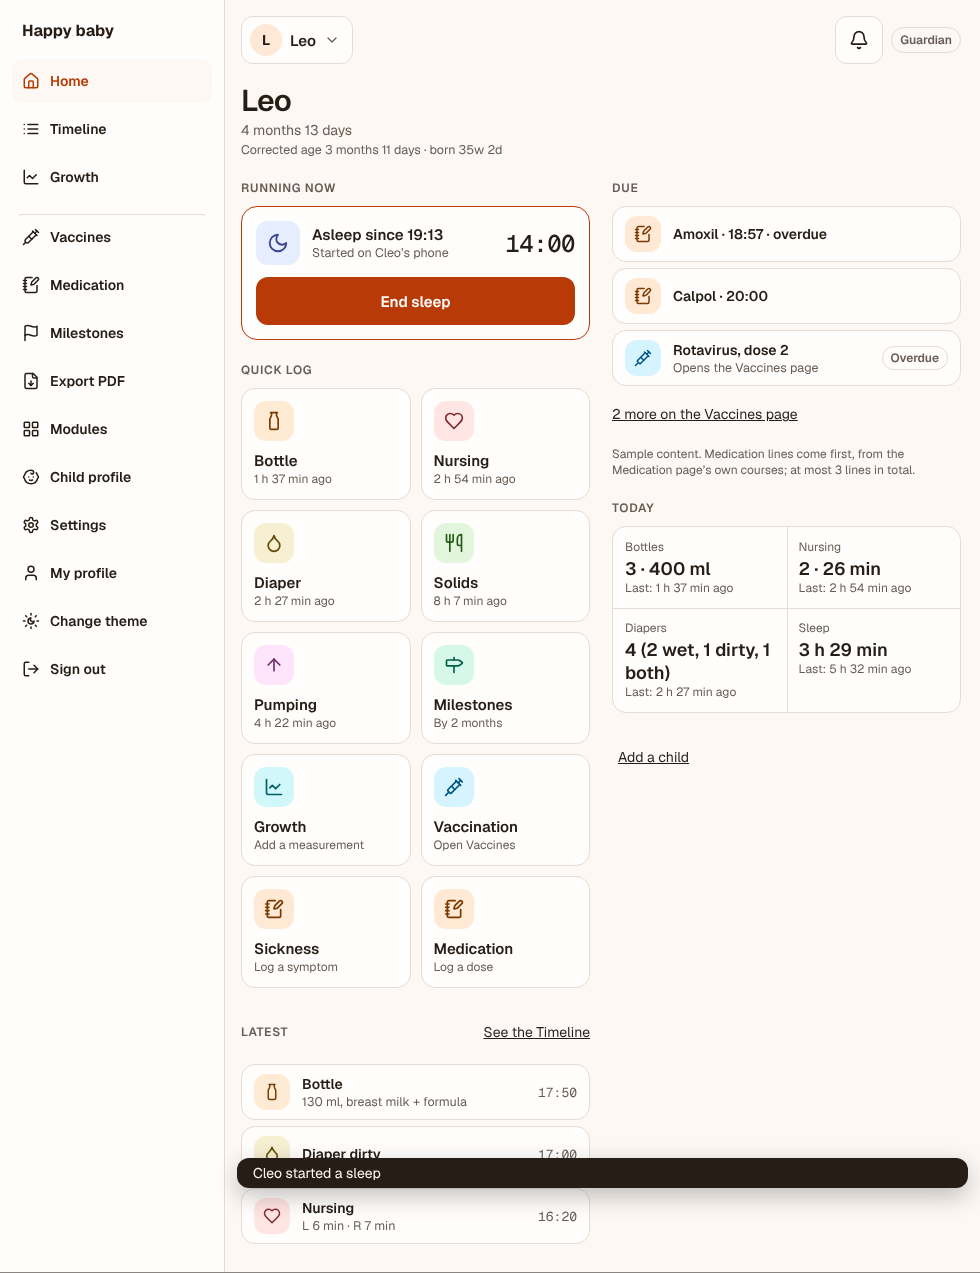 Happy baby
Home
Timeline
Growth
Vaccines
Medication
Milestones
Export PDF
Modules
Child profile
Settings
My profile
Change theme
Sign out
L
Leo
Guardian
Leo
4 months 13 days
Corrected age 3 months 11 days · born 35w 2d
RUNNING NOW
Asleep since 19:13
Started on Cleo's phone
14:00
End sleep
QUICK LOG
Bottle
1 h 37 min ago
Nursing
2 h 54 min ago
Diaper
2 h 27 min ago
Solids
8 h 7 min ago
Pumping
4 h 22 min ago
Milestones
By 2 months
Growth
Add a measurement
Vaccination
Open Vaccines
Sickness
Log a symptom
Medication
Log a dose
LATEST
See the Timeline
Bottle
130 ml, breast milk + formula
17:50
Diaper dirty
17:00
Cleo started a sleep
Nursing
L 6 min · R 7 min
16:20
DUE
Amoxil · 18:57 · overdue
Calpol · 20:00
Rotavirus, dose 2
Opens the Vaccines page
Overdue
2 more on the Vaccines page
Sample content. Medication lines come first, from the
Medication page's own courses; at most 3 lines in total.
TODAY
Bottles
3 · 400 ml
Last: 1 h 37 min ago
Nursing
2 · 26 min
Last: 2 h 54 min ago
Diapers
4 (2 wet, 1 dirty, 1
both)
Last: 2 h 27 min ago
Sleep
3 h 29 min
Last: 5 h 32 min ago
Add a child